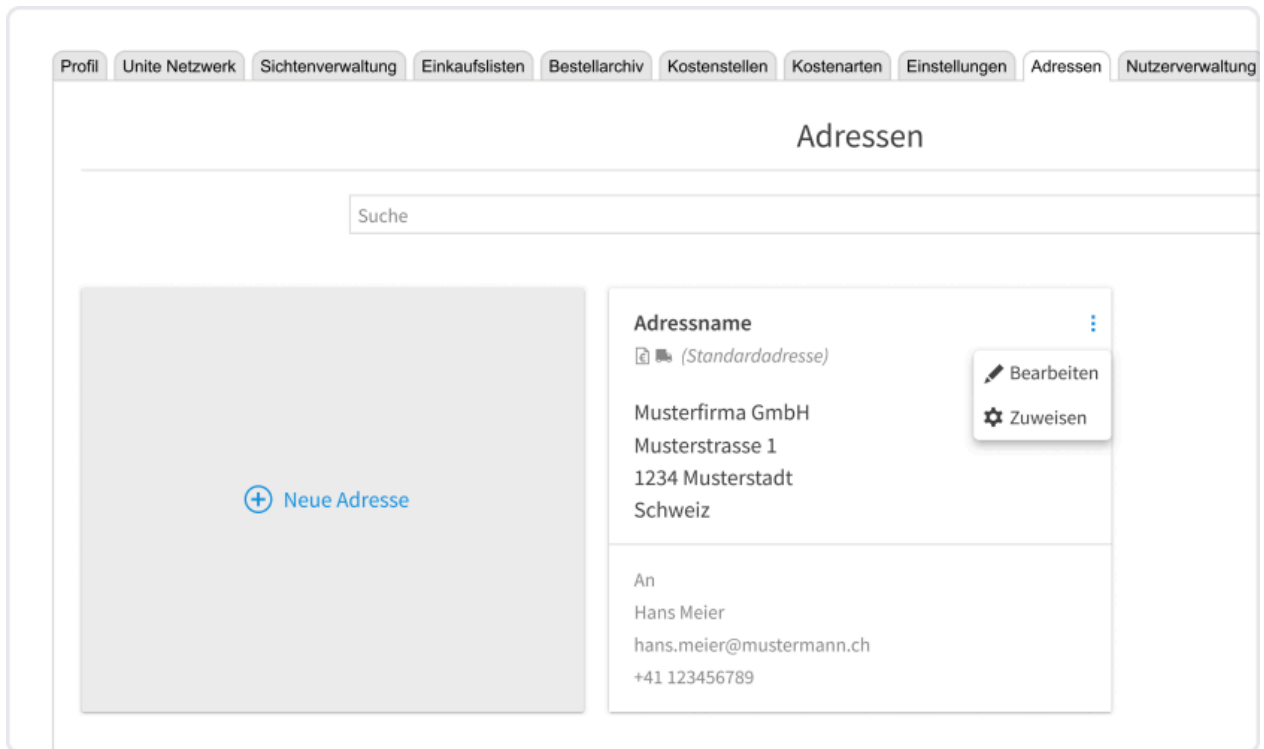 Profil Unite Netzwerk Sichtenverwaltung Einkaufslisten Bestellarchiv Kostenstellen Kostenarten Einstellungen Adressen Nutzerverwaltung
Adressen
Suche
Neue Adresse
Adressname
(Standardadresse)
Bearbeiten
Zuweisen
Musterfirma GmbH
Musterstrasse 1
1234 Musterstadt
Schweiz
An
Hans Meier
hans.meier@mustermann.ch
+41 123456789